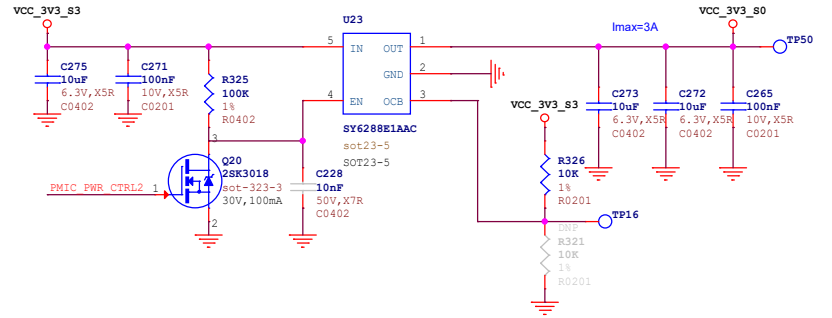 VCC_3V3_S3
C275
10uF
6.3V,X5R
C0402
C271
100nF
10V,X5R
C0201
R325
100K
1%
R0402
U23
5
IN
OUT
1
GND
2
4
EN
OCB
3
SY6288E1AAC
sot23-5
SOT23-5
Imax=3A
VCC_3V3_S0
TP50
C273
10uF
6.3V,X5R
C0402
C272
10uF
6.3V,X5R
C0402
C265
100nF
10V,X5R
C0201
VCC_3V3_S3
R326
10K
1%
R0201
TP16
DNP
R321
10K
1%
R0201
3
Q20
2SK3018
sot-323-3
30V,100mA
PMIC_PWR_CTRL2
1
2
C228
10nF
50V,X7R
C0402